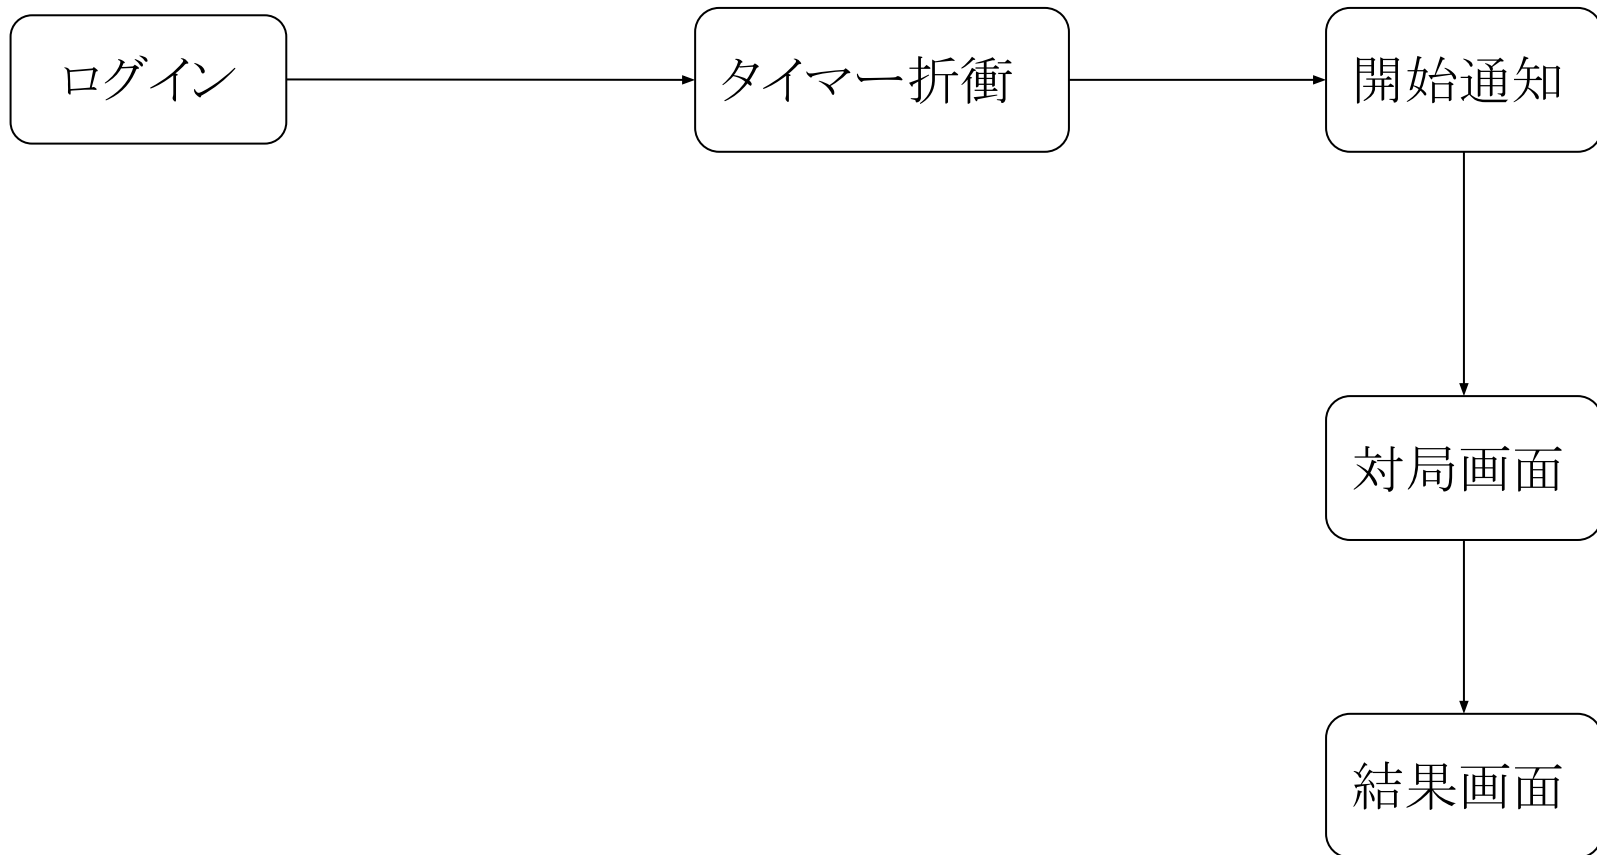 ログイン
タイマー折衝
開始通知
対局画面
結果画面